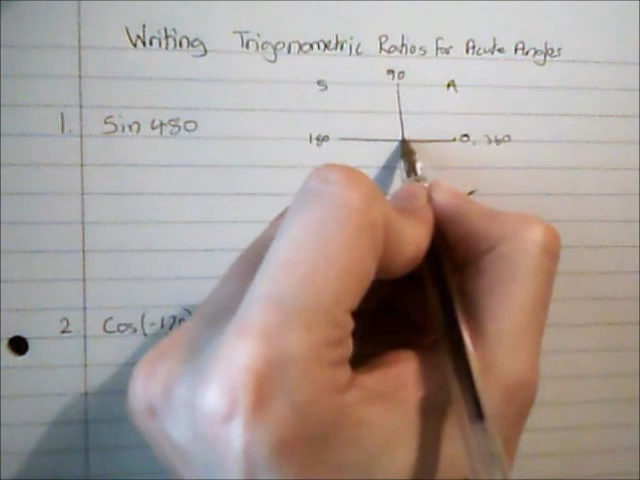 Writing Trigonometric Ratios for Acute Angles
90
S A
1. Sin 480
180 0, 360
2. Cos(-